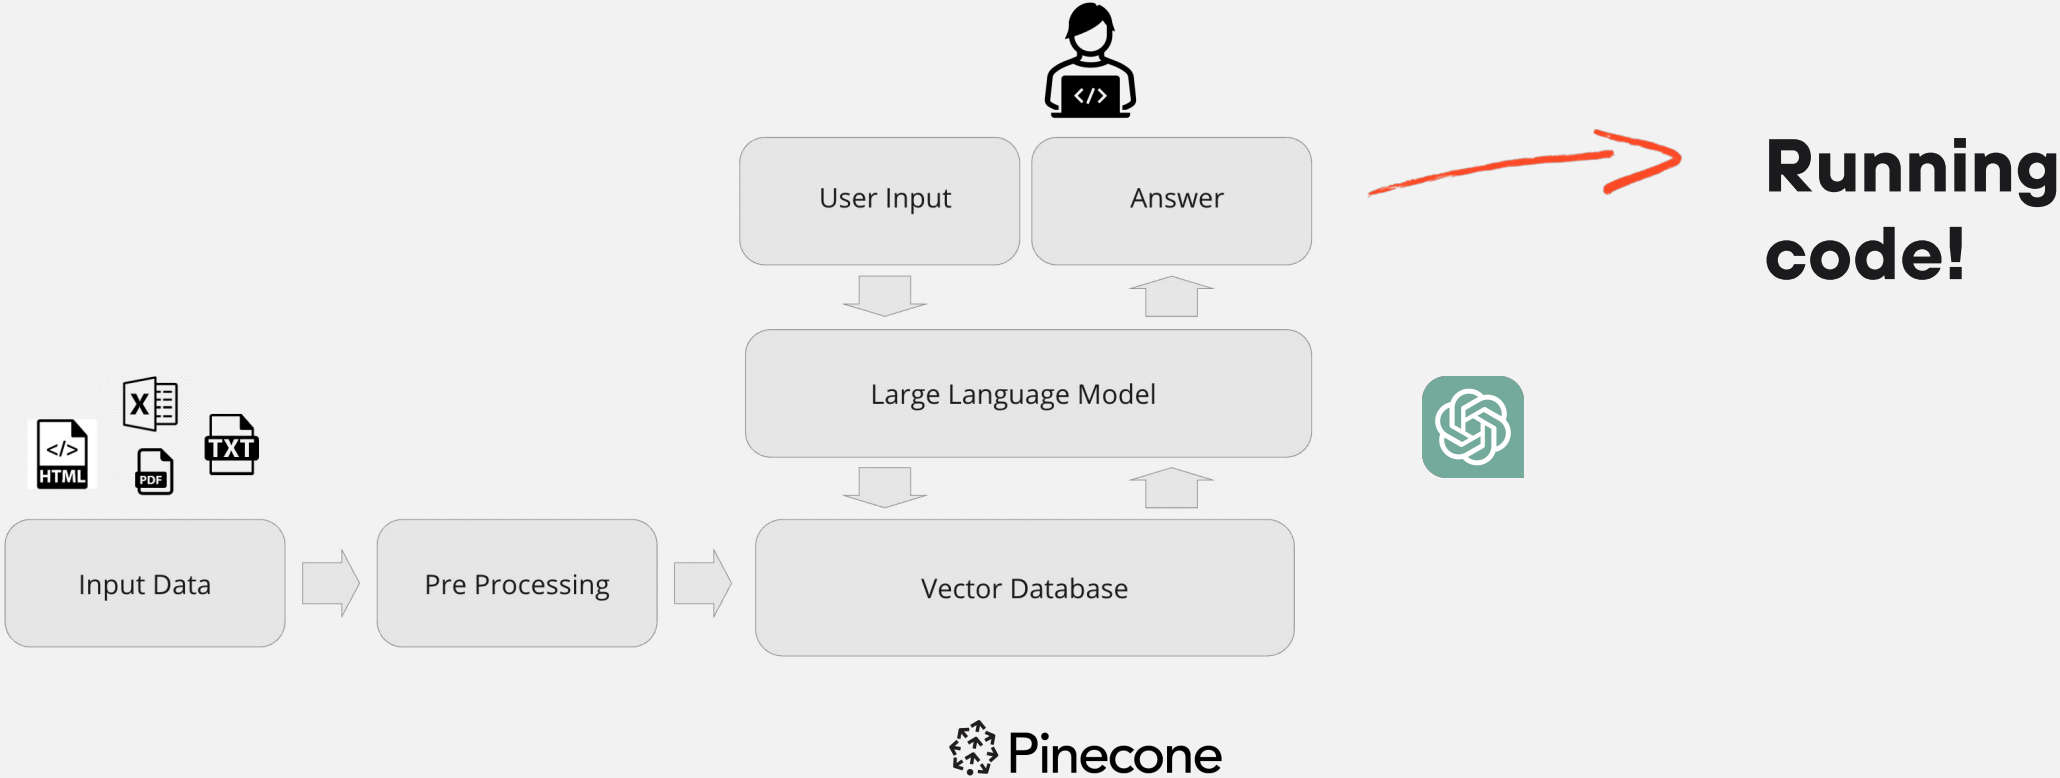 </>
User Input
Answer
Running
code!
Large Language Model
X
</>
HTML
PDF
TXT
Input Data
Pre Processing
Vector Database
Pinecone